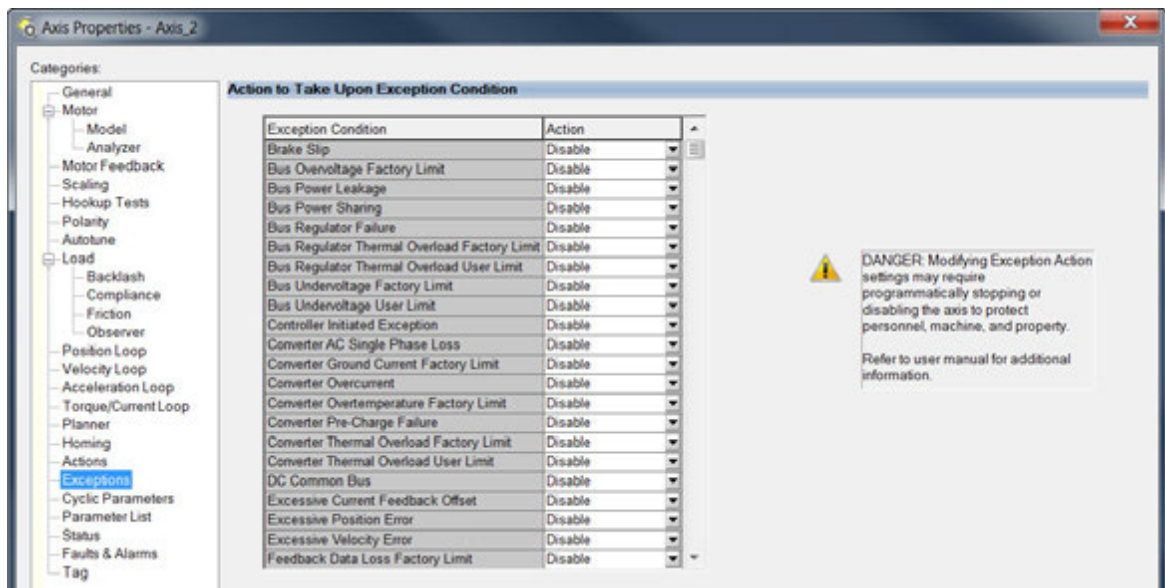 Axis Properties - Axis_2
Categories:
General
Motor
Model
Analyzer
Motor Feedback
Scaling
Hookup Tests
Polarity
Autotune
Load
Backlash
Compliance
Friction
Observer
Position Loop
Velocity Loop
Acceleration Loop
Torque/Current Loop
Planner
Homing
Actions
Exceptions
Cyclic Parameters
Parameter List
Status
Faults & Alarms
Tag
Action to Take Upon Exception Condition
Exception Condition Action
Brake Slip Disable
Bus Overvoltage Factory Limit Disable
Bus Power Leakage Disable
Bus Power Sharing Disable
Bus Regulator Failure Disable
Bus Regulator Thermal Overload Factory Limit Disable
Bus Regulator Thermal Overload User Limit Disable
Bus Undervoltage Factory Limit Disable
Bus Undervoltage User Limit Disable
Controller Initiated Exception Disable
Converter AC Single Phase Loss Disable
Converter Ground Current Factory Limit Disable
Converter Overcurrent Disable
Converter Overtemperature Factory Limit Disable
Converter Pre-Charge Failure Disable
Converter Thermal Overload Factory Limit Disable
Converter Thermal Overload User Limit Disable
DC Common Bus Disable
Excessive Current Feedback Offset Disable
Excessive Position Error Disable
Excessive Velocity Error Disable
Feedback Data Loss Factory Limit Disable
DANGER: Modifying Exception Action
settings may require
programmatically stopping or
disabling the axis to protect
personnel, machine, and property.
Refer to user manual for additional
information.